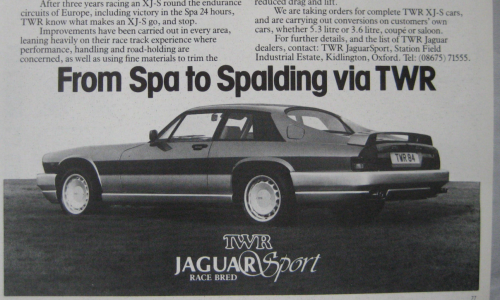 After three years racing an XJ-S round the endurance
circuits of Europe, including victory in the Spa 24 hours,
TWR know what makes an XJ-S go, and stop.
Improvements have been carried out in every area,
leaning heavily on their race track experience where
performance, handling and road-holding are
concerned, as well as using fine materials to trim the
reduced drag and lift.
We are taking orders for complete TWR XJ-S cars,
and are carrying out conversions on customers' own
cars, whether 5.3 litre or 3.6 litre, coupé or saloon.
For further details, and the list of TWR Jaguar
dealers, contact: TWR JaguarSport, Station Field
Industrial Estate, Kidlington, Oxford. Tel: (08675) 71555.
From Spa to Spalding via TWR
TWR 84
TWR
JAGUAR Sport
RACE BRED